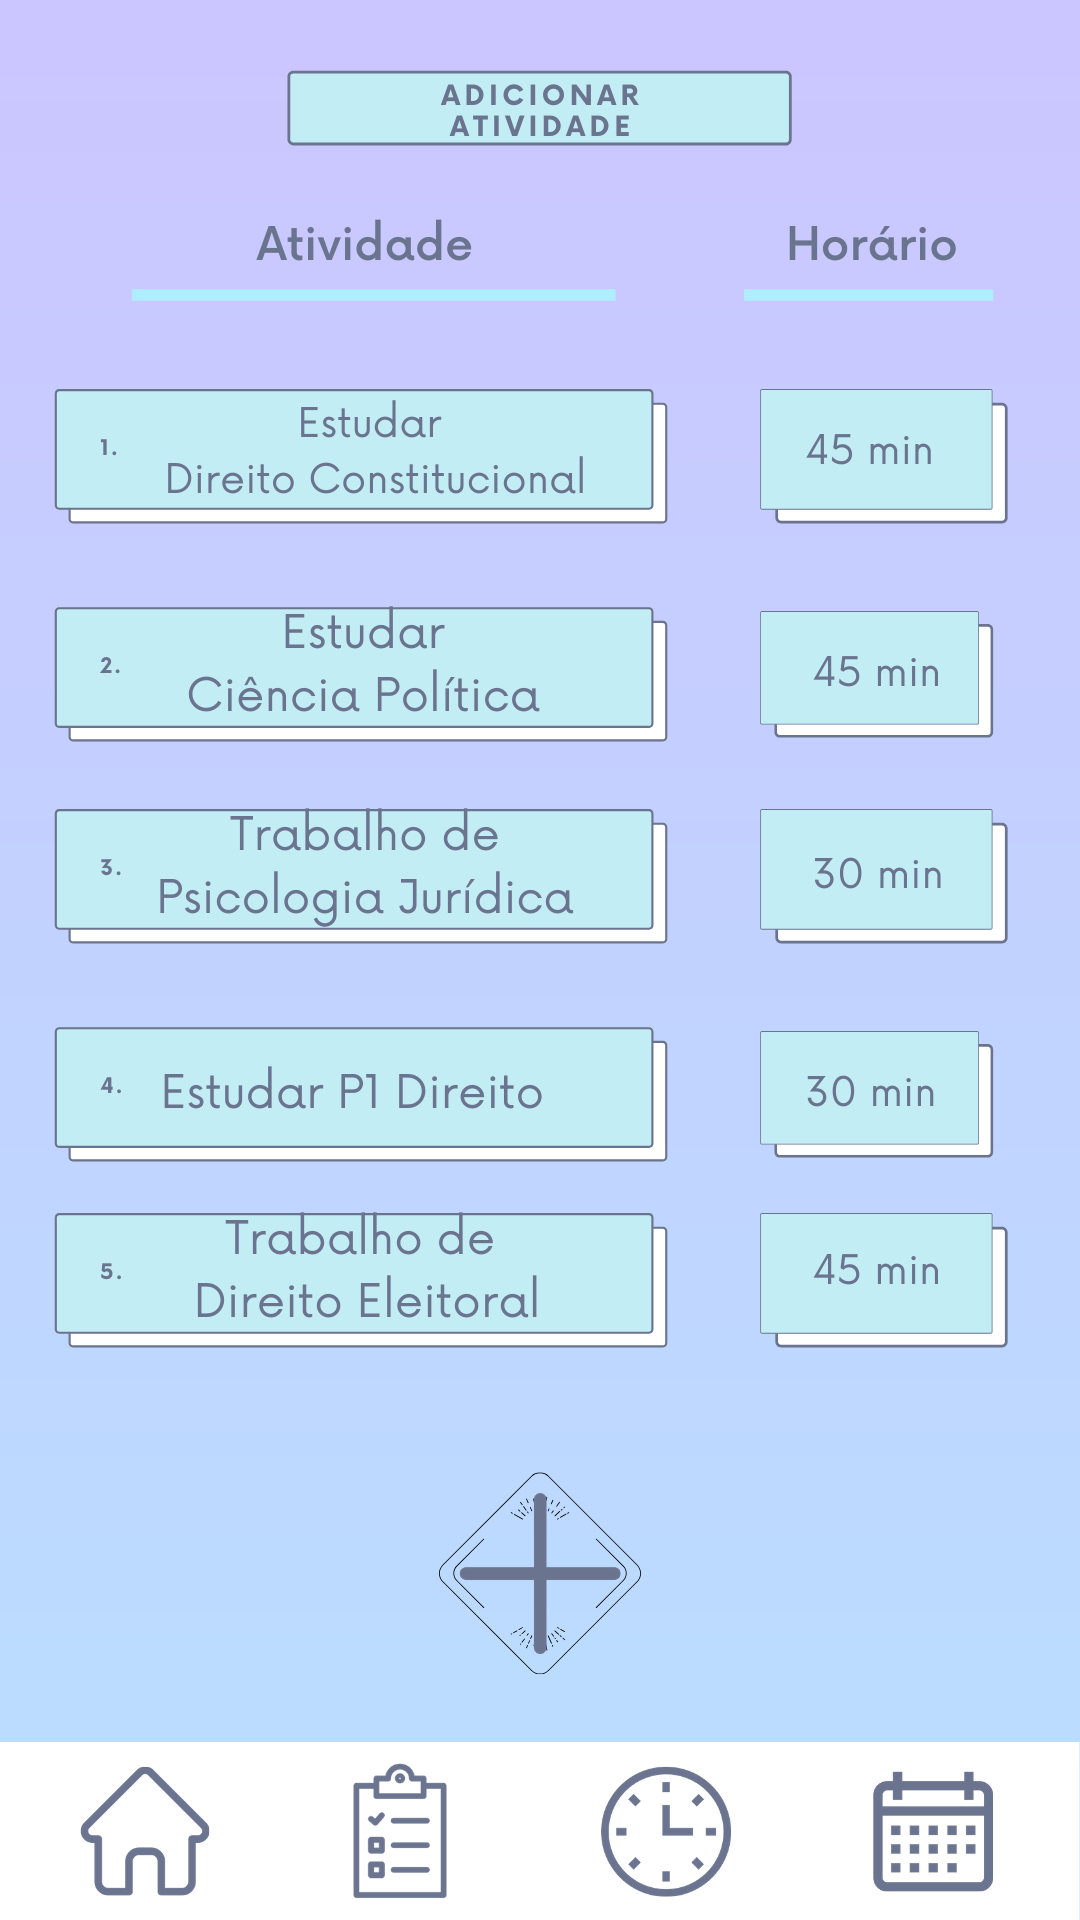 ADICIONAR
ATIVIDADE
Atividade
Horário
1.
Estudar
Direito Constitucional
45 min
2.
Estudar
Ciência Política
45 min
3.
Trabalho de
Psicologia Jurídica
30 min
4.
Estudar P1 Direito
30 min
5.
Trabalho de
Direito Eleitoral
45 min